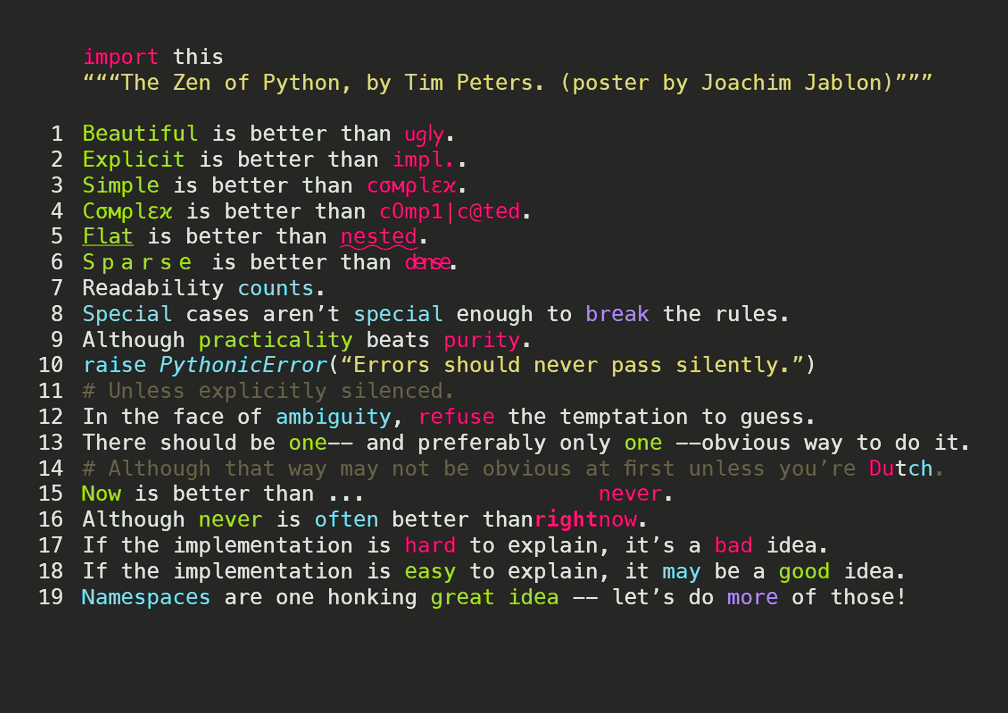 import this
“““The Zen of Python, by Tim Peters. (poster by Joachim Jablon)”””
1 Beautiful is better than ugly.
2 Explicit is better than impl..
3 Simple is better than cσмρlεϰ.
4 Cσмρlεϰ is better than c0mp1|c@ted.
5 Flat is better than nested.
6 S p a r s e is better than dense.
7 Readability counts.
8 Special cases aren’t special enough to break the rules.
9 Although practicality beats purity.
10 raise PythonicError(“Errors should never pass silently.”)
11 # Unless explicitly silenced.
12 In the face of ambiguity, refuse the temptation to guess.
13 There should be one–– and preferably only one ––obvious way to do it.
14 # Although that way may not be obvious at first unless you’re Dutch.
15 Now is better than ... never.
16 Although never is often better thanrightnow.
17 If the implementation is hard to explain, it’s a bad idea.
18 If the implementation is easy to explain, it may be a good idea.
19 Namespaces are one honking great idea –– let’s do more of those!